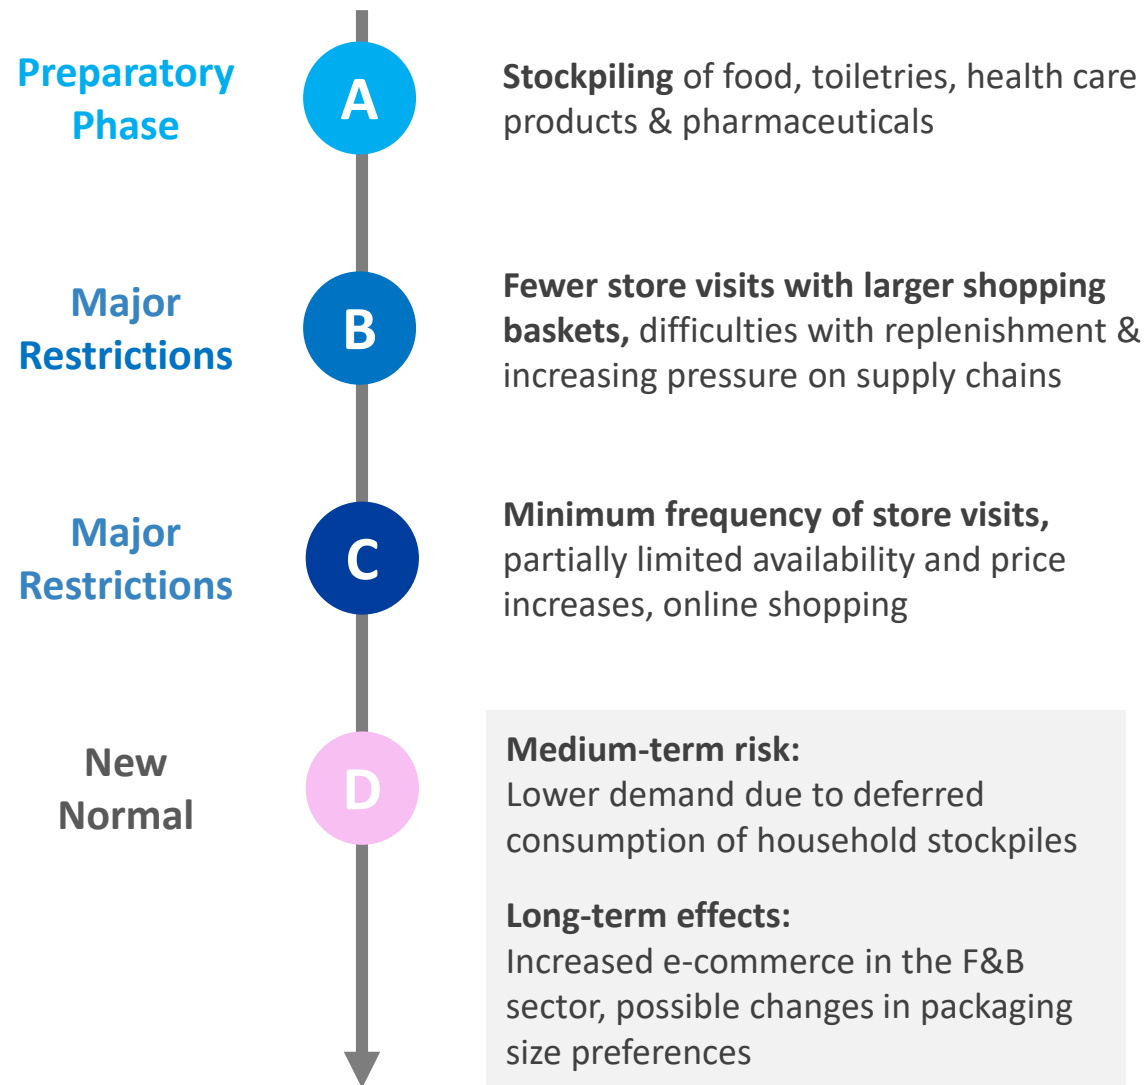 Preparatory
Phase
A
Stockpiling of food, toiletries, health care
products & pharmaceuticals
Major
Restrictions
B
Fewer store visits with larger shopping
baskets, difficulties with replenishment &
increasing pressure on supply chains
Major
Restrictions
C
Minimum frequency of store visits,
partially limited availability and price
increases, online shopping
New
Normal
D
Medium-term risk:
Lower demand due to deferred
consumption of household stockpiles
Long-term effects:
Increased e-commerce in the F&B
sector, possible changes in packaging
size preferences